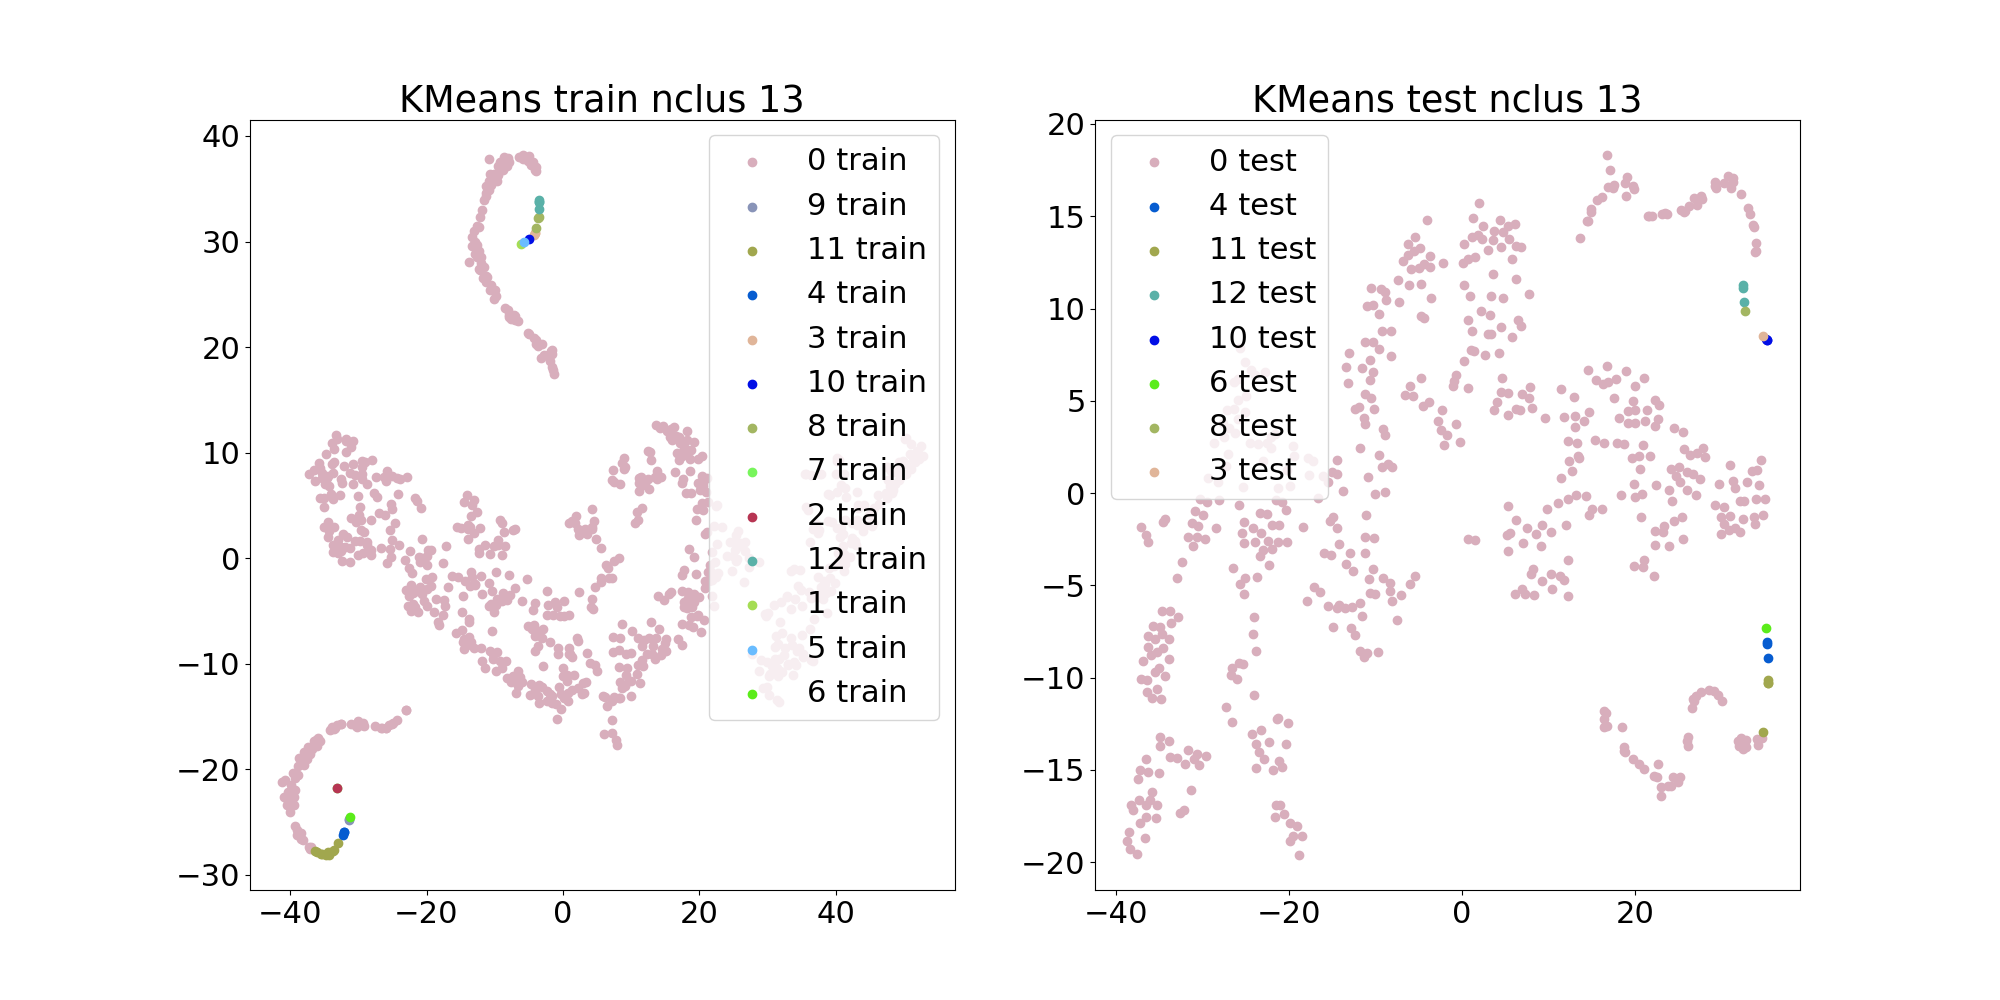 KMeans train nclus 13
40
30
20
10
0
−10
−20
−30
−40
−20
0
20
40
0 train
9 train
11 train
4 train
3 train
10 train
8 train
7 train
2 train
12 train
1 train
5 train
6 train
KMeans test nclus 13
20
15
10
5
0
−5
−10
−15
−20
−40
−20
0
20
0 test
4 test
11 test
12 test
10 test
6 test
8 test
3 test